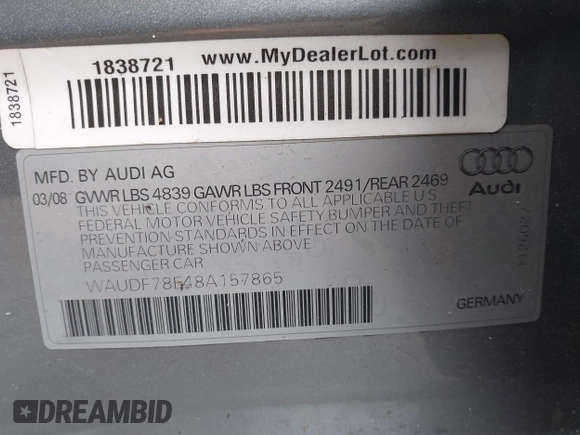 1838721 www.MyDealerLot.com
1838721
MFD. BY AUDI AG
03/08 GVWR LBS 4839 GAWR LBS FRONT 2491/REAR 2469
THIS VEHICLE CONFORMS TO ALL APPLICABLE U.S.
FEDERAL MOTOR VEHICLE SAFETY BUMPER AND THEFT
PREVENTION STANDARDS IN EFFECT ON THE DATE OF
MANUFACTURE SHOWN ABOVE
PASSENGER CAR
WAUDF78E48A157865
Audi
GERMANY
DREAMBID